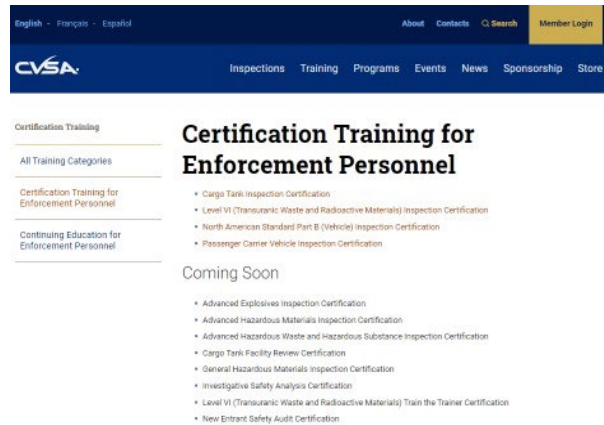 English - Français - Español
About Contacts Search Member Login
CVSA.
Inspections Training Programs Events News Sponsorship Store
Certification Training
All Training Categories
Certification Training for
Enforcement Personnel
Continuing Education for
Enforcement Personnel
Certification Training for
Enforcement Personnel
• Cargo Tank Inspection Certification
• Level VI (Transuranic Waste and Radioactive Materials) Inspection Certification
• North American Standard Part B (Vehicle) Inspection Certification
• Passenger Carrier Vehicle Inspection Certification
Coming Soon
• Advanced Explosives Inspection Certification
• Advanced Hazardous Materials Inspection Certification
• Advanced Hazardous Waste and Hazardous Substance Inspection Certification
• Cargo Tank Facility Review Certification
• General Hazardous Materials Inspection Certification
• Investigative Safety Analysis Certification
• Level VI (Transuranic Waste and Radioactive Materials) Train the Trainer Certification
• New Entrant Safety Audit Certification